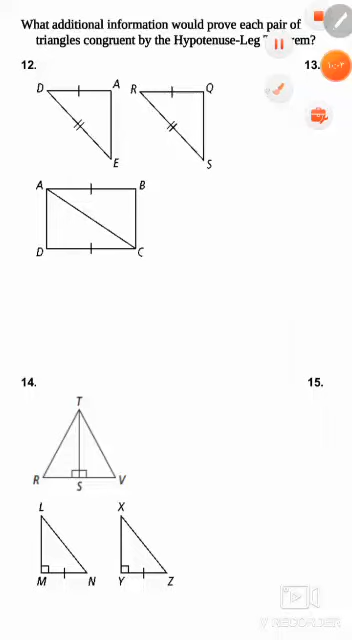 What additional information would prove each pair of
triangles congruent by the Hypotenuse-Leg
12.
13.
D A R Q
E S
A B
D C
14.
15.
T
R S V
L X
M N Y Z